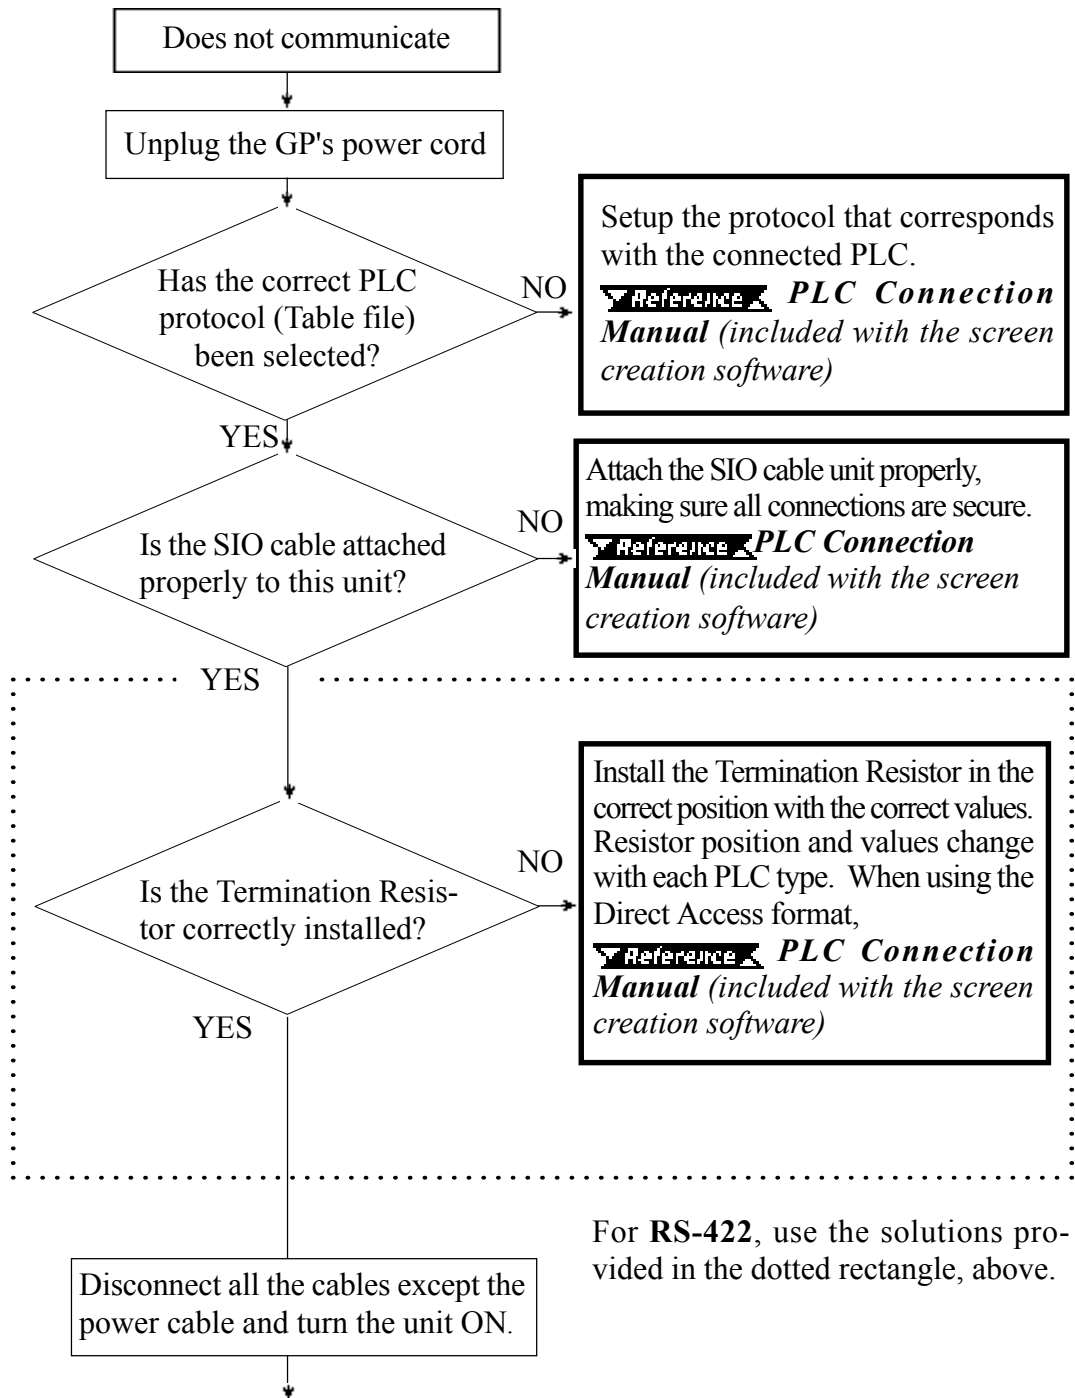 Does not communicate
Unplug the GP's power cord
Has the correct PLC
protocol (Table file)
been selected?
NO
Setup the protocol that corresponds
with the connected PLC.
Reference PLC Connection
Manual (included with the screen
creation software)
YES
Is the SIO cable attached
properly to this unit?
NO
Attach the SIO cable unit properly,
making sure all connections are secure.
Reference PLC Connection
Manual (included with the screen
creation software)
YES
Is the Termination Resis-
tor correctly installed?
NO
Install the Termination Resistor in the
correct position with the correct values.
Resistor position and values change
with each PLC type. When using the
Direct Access format,
Reference PLC Connection
Manual (included with the screen
creation software)
YES
For RS-422, use the solutions pro-
vided in the dotted rectangle, above.
Disconnect all the cables except the
power cable and turn the unit ON.